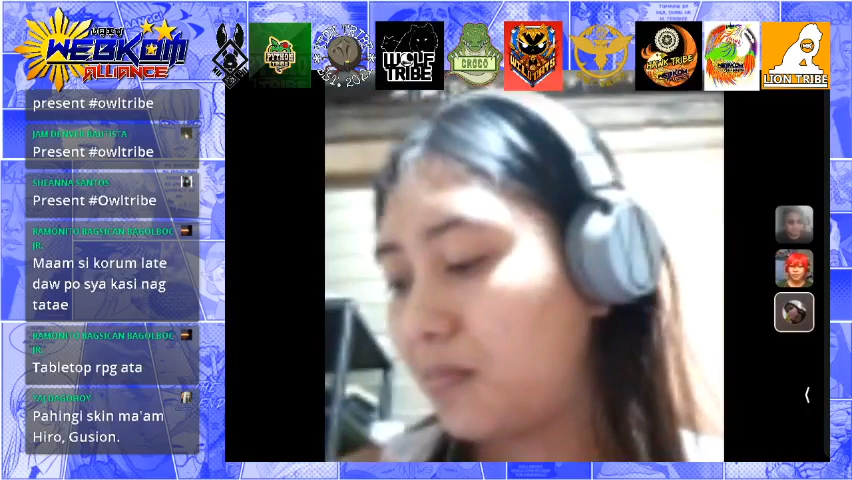 WEBKOM
ALLIANCE
PYTHON
TRIBE
WOLF
TRIBE
CROCO
HAWK TRIBE
LION TRIBE
present #owltribe
JAM DENVER BAUTISTA
Present #owltribe
SHEANNA SANTOS
Present #Owltribe
RAMONITO BAGSICAN BAGOLBOC
JR.
Maam si korum late
daw po sya kasi nag
tatae
RAMONITO BAGSICAN BAGOLBOC
JR.
Tabletop rpg ata
YAJDAGOHOY
Pahingi skin ma'am
Hiro, Gusion.